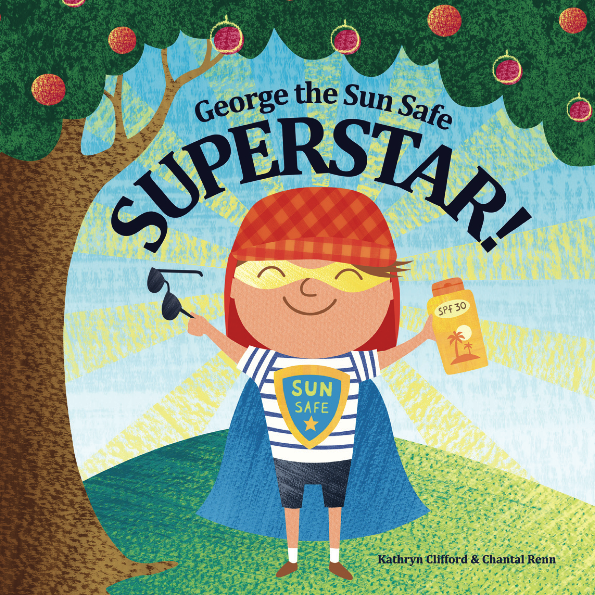 George the Sun Safe
SUPERSTAR!
SPF 30
SUN
SAFE
Kathryn Clifford & Chantal Renn